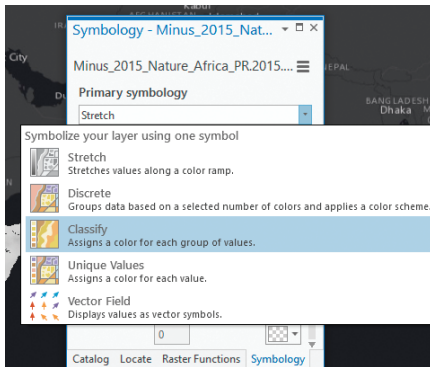 Kabul
AFGHANISTAN
City
NEPAL
BANGLADESH
Dhaka
Symbology - Minus_2015_Nat...
Minus_2015_Nature_Africa_PR.2015....
Primary symbology
Stretch
Symbolize your layer using one symbol
Stretch
Stretches values along a color ramp.
Discrete
Groups data based on a selected number of colors and applies a color scheme.
Classify
Assigns a color for each group of values.
Unique Values
Assigns a color for each value.
Vector Field
Displays values as vector symbols.
0
Catalog Locate Raster Functions Symbology